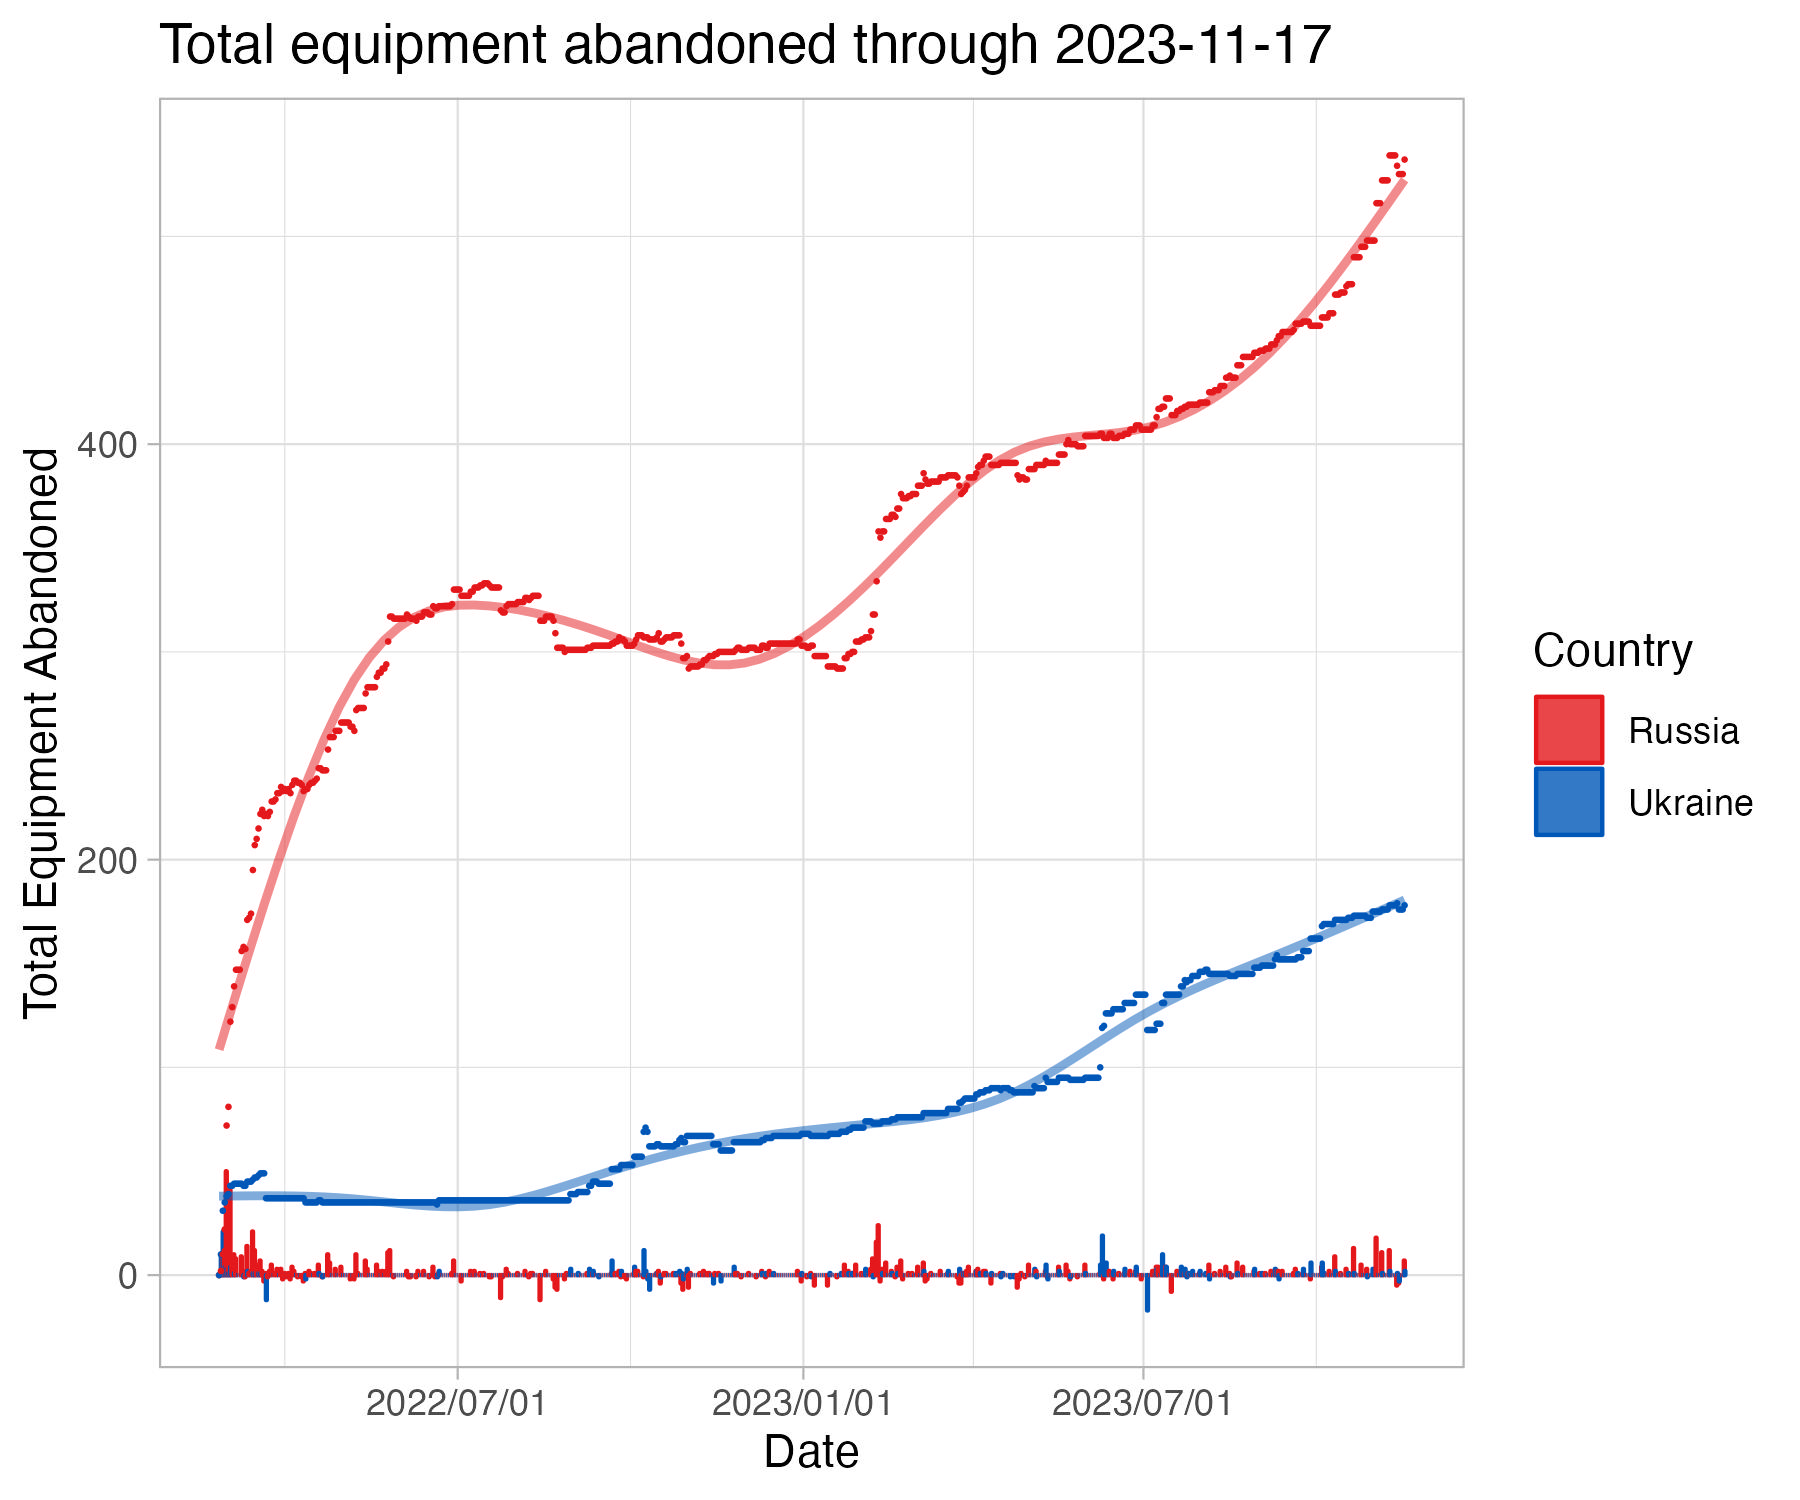 Total equipment abandoned through 2023-11-17
Total Equipment Abandoned
400
200
0
2022/07/01
2023/01/01
2023/07/01
Date
Country
Russia
Ukraine